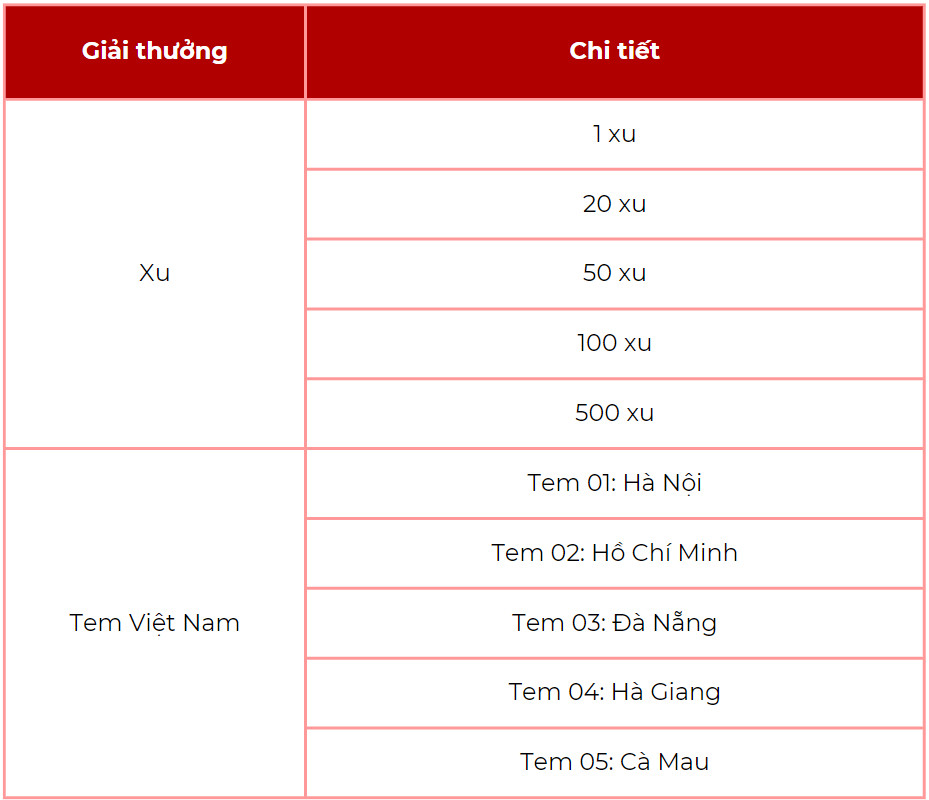 Giải thưởng
Chi tiết
Xu
1 xu
20 xu
50 xu
100 xu
500 xu
Tem Việt Nam
Tem 01: Hà Nội
Tem 02: Hồ Chí Minh
Tem 03: Đà Nẵng
Tem 04: Hà Giang
Tem 05: Cà Mau